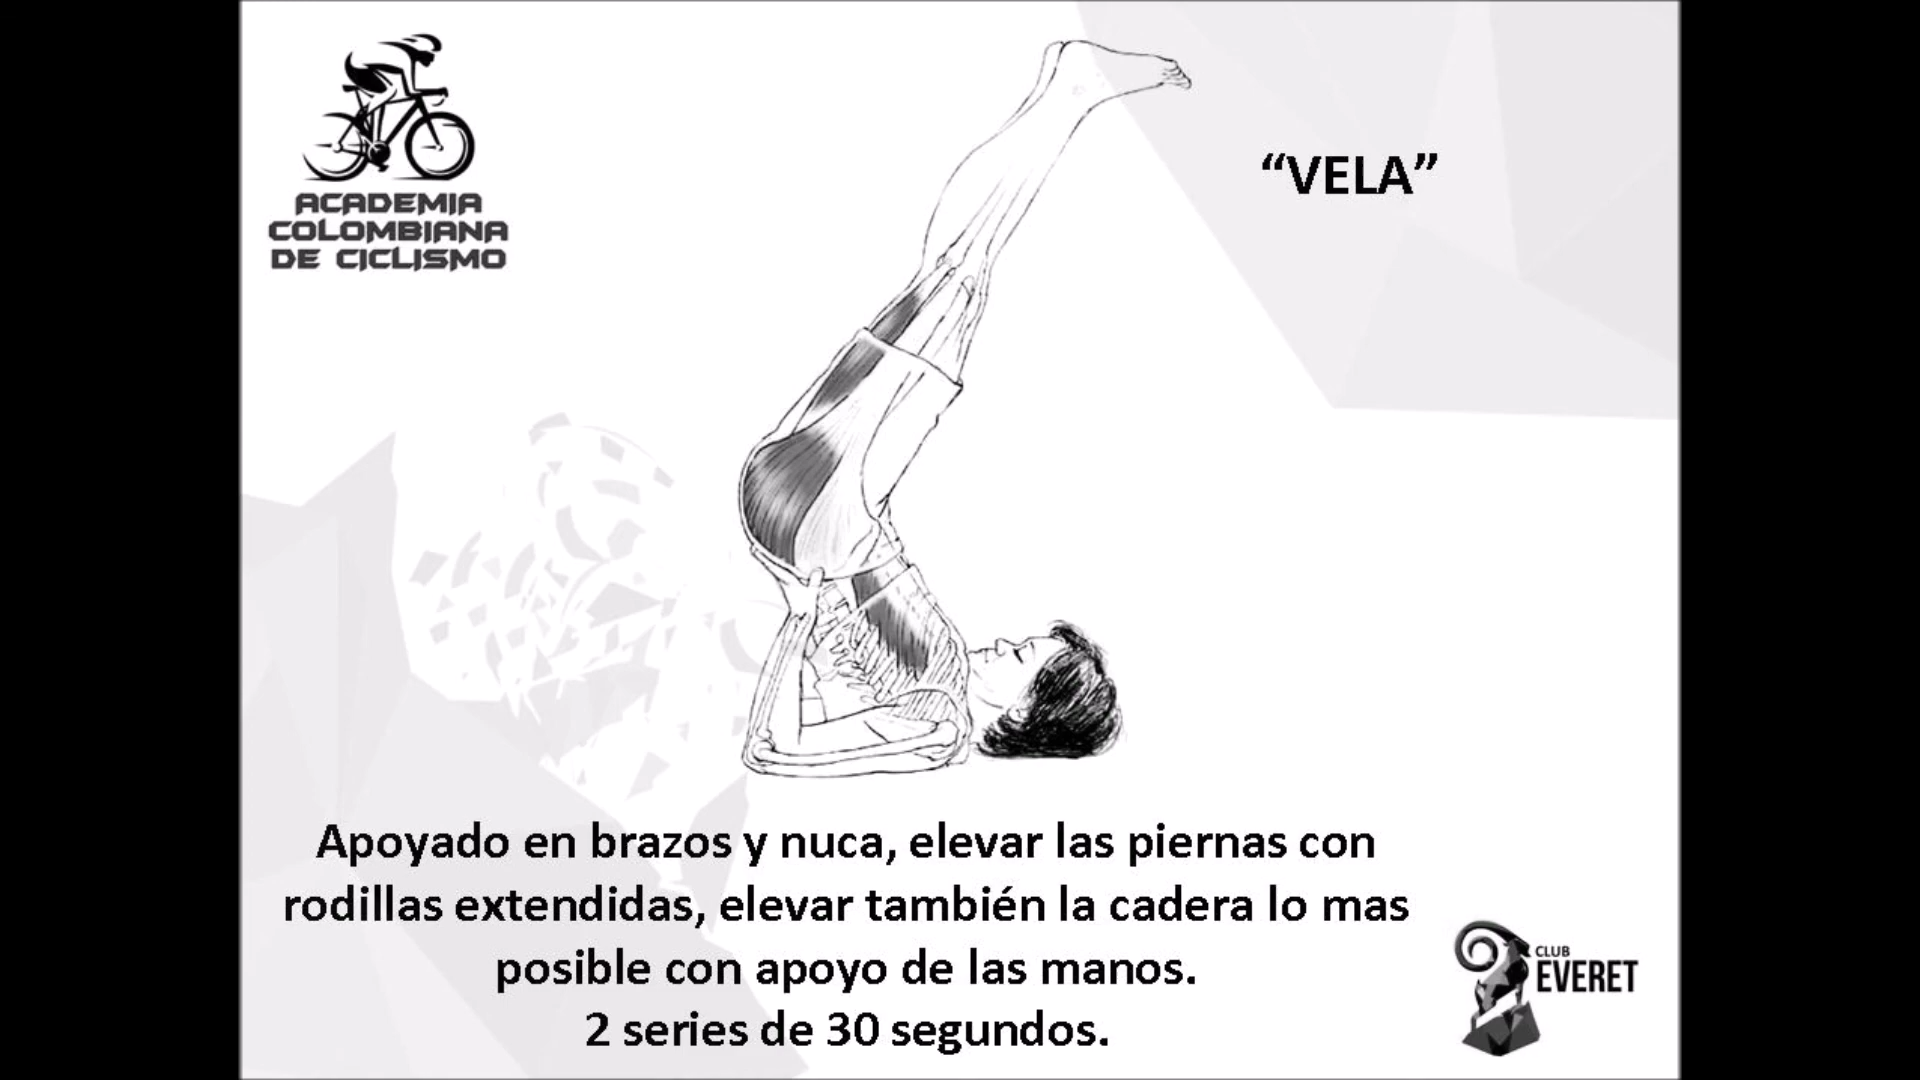 ACADEMIA
COLOMBIANA
DE CICLISMO
“VELA”
Apoyado en brazos y nuca, elevar las piernas con
rodillas extendidas, elevar también la cadera lo mas
posible con apoyo de las manos.
2 series de 30 segundos.
CLUB
EVERET